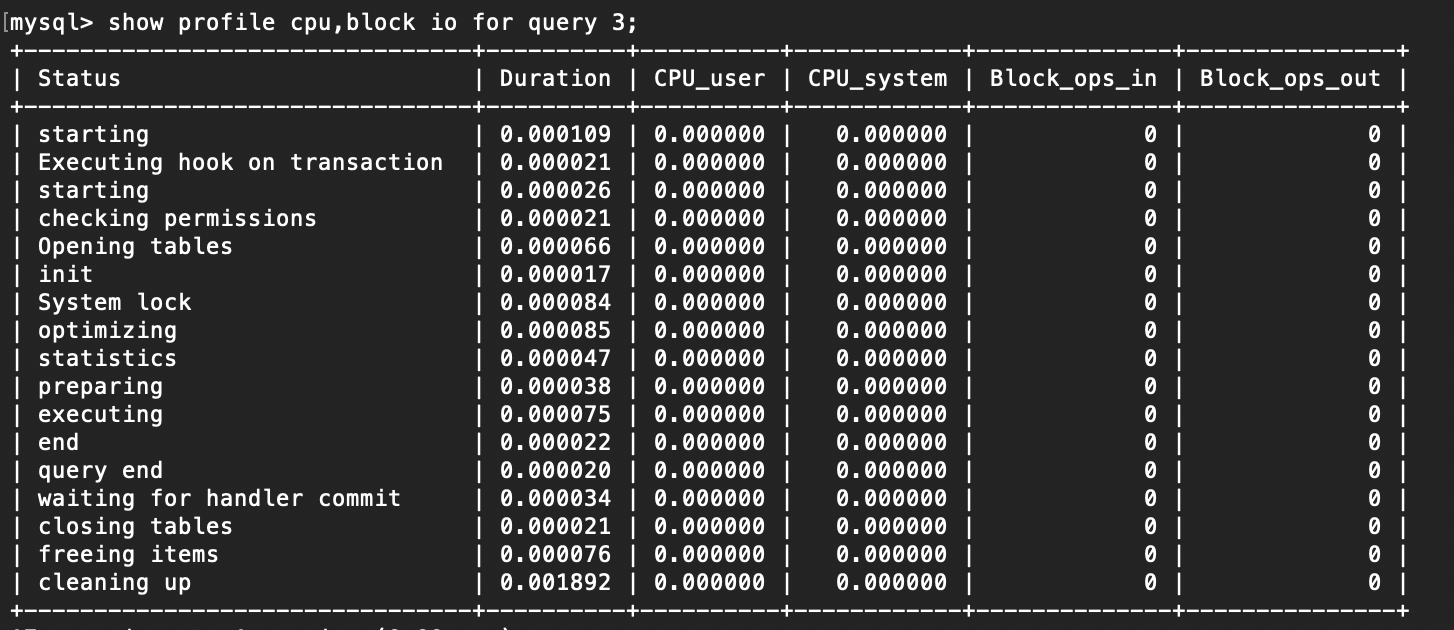 mysql> show profile cpu,block io for query 3;
+--------------------------------+----------+----------+------------+--------------+---------------+
| Status                         | Duration | CPU_user | CPU_system | Block_ops_in | Block_ops_out |
+--------------------------------+----------+----------+------------+--------------+---------------+
| starting                       | 0.000109 | 0.000000 |   0.000000 |            0 |             0 |
| Executing hook on transaction  | 0.000021 | 0.000000 |   0.000000 |            0 |             0 |
| starting                       | 0.000026 | 0.000000 |   0.000000 |            0 |             0 |
| checking permissions           | 0.000021 | 0.000000 |   0.000000 |            0 |             0 |
| Opening tables                 | 0.000066 | 0.000000 |   0.000000 |            0 |             0 |
| init                           | 0.000017 | 0.000000 |   0.000000 |            0 |             0 |
| System lock                    | 0.000084 | 0.000000 |   0.000000 |            0 |             0 |
| optimizing                     | 0.000085 | 0.000000 |   0.000000 |            0 |             0 |
| statistics                     | 0.000047 | 0.000000 |   0.000000 |            0 |             0 |
| preparing                      | 0.000038 | 0.000000 |   0.000000 |            0 |             0 |
| executing                      | 0.000075 | 0.000000 |   0.000000 |            0 |             0 |
| end                            | 0.000022 | 0.000000 |   0.000000 |            0 |             0 |
| query end                      | 0.000020 | 0.000000 |   0.000000 |            0 |             0 |
| waiting for handler commit     | 0.000034 | 0.000000 |   0.000000 |            0 |             0 |
| closing tables                 | 0.000021 | 0.000000 |   0.000000 |            0 |             0 |
| freeing items                  | 0.000076 | 0.000000 |   0.000000 |            0 |             0 |
| cleaning up                    | 0.001892 | 0.000000 |   0.000000 |            0 |             0 |
+--------------------------------+----------+----------+------------+--------------+---------------+